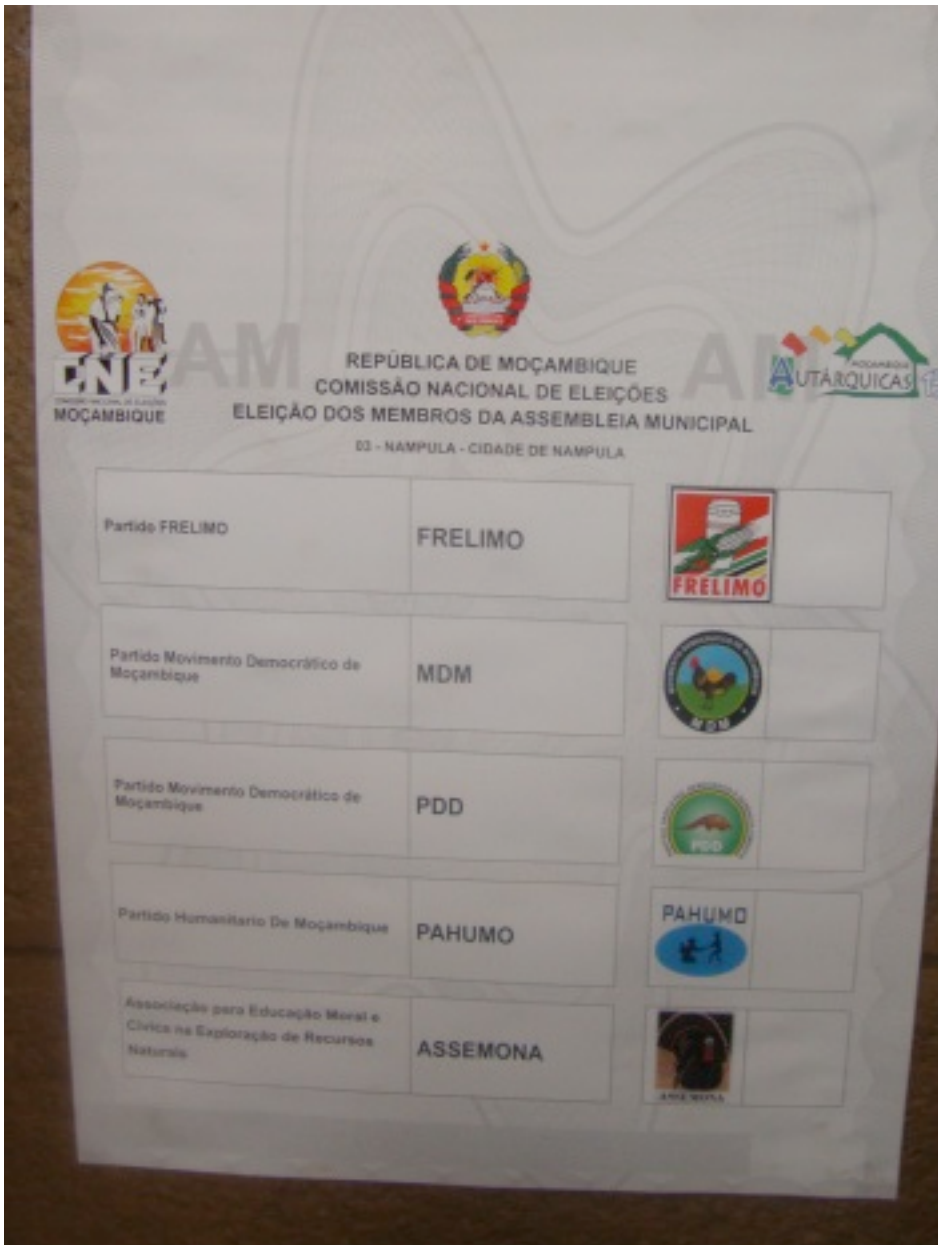 AM
AM
CNE
MOÇAMBIQUE
MOÇAMBIQUE
AUTÁRQUICAS
REPÚBLICA DE MOÇAMBIQUE
COMISSÃO NACIONAL DE ELEIÇÕES
ELEIÇÃO DOS MEMBROS DA ASSEMBLEIA MUNICIPAL
03 - NAMPULA - CIDADE DE NAMPULA
Partido FRELIMO
FRELIMO
FRELIMO
Partido Movimento Democrático de
Moçambique
MDM
MDM
Partido Movimento Democrático de
Moçambique
PDD
PDD
Partido Humanitario De Moçambique
PAHUMO
PAHUMO
Associação para Educação Moral e
Cívica na Exploração de Recursos
Naturais
ASSEMONA
ASSEMONA